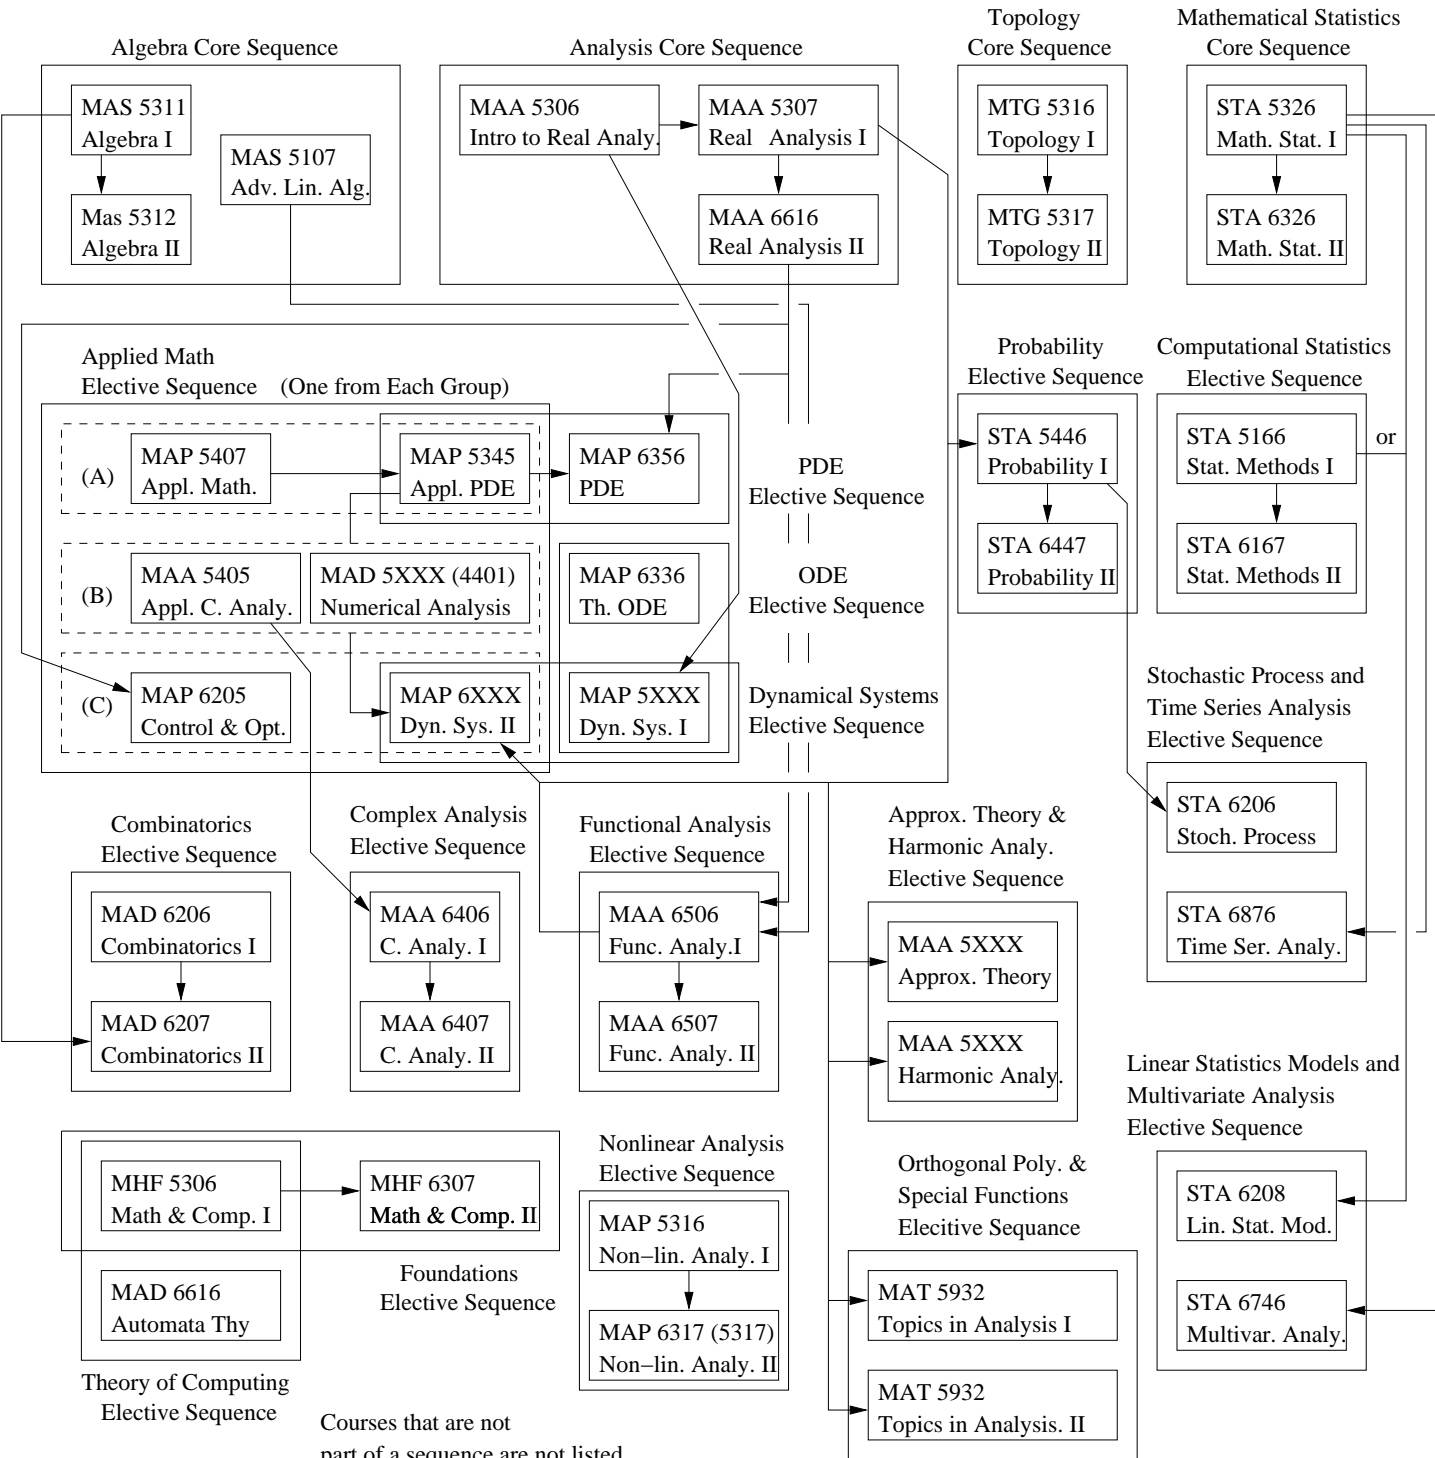 Algebra Core Sequence
MAS 5311
Algebra I
MAS 5107
Adv. Lin. Alg.
Mas 5312
Algebra II
Analysis Core Sequence
MAA 5306
Intro to Real Analy.
MAA 5307
Real Analysis I
MAA 6616
Real Analysis II
Topology
Core Sequence
MTG 5316
Topology I
MTG 5317
Topology II
Mathematical Statistics
Core Sequence
STA 5326
Math. Stat. I
STA 6326
Math. Stat. II
Applied Math
Elective Sequence (One from Each Group)
(A)
MAP 5407
Appl. Math.
MAP 5345
Appl. PDE
MAP 6356
PDE
PDE
Elective Sequence
(B)
MAA 5405
Appl. C. Analy.
MAD 5XXX (4401)
Numerical Analysis
MAP 6336
Th. ODE
ODE
Elective Sequence
(C)
MAP 6205
Control & Opt.
MAP 6XXX
Dyn. Sys. II
MAP 5XXX
Dyn. Sys. I
Dynamical Systems
Elective Sequence
Probability
Elective Sequence
STA 5446
Probability I
STA 6447
Probability II
Computational Statistics
Elective Sequence
STA 5166
Stat. Methods I
or
STA 6167
Stat. Methods II
Stochastic Process and
Time Series Analysis
Elective Sequence
STA 6206
Stoch. Process
STA 6876
Time Ser. Analy.
Combinatorics
Elective Sequence
MAD 6206
Combinatorics I
MAD 6207
Combinatorics II
Complex Analysis
Elective Sequence
MAA 6406
C. Analy. I
MAA 6407
C. Analy. II
Functional Analysis
Elective Sequence
MAA 6506
Func. Analy.I
MAA 6507
Func. Analy. II
Approx. Theory &
Harmonic Analy.
Elective Sequence
MAA 5XXX
Approx. Theory
MAA 5XXX
Harmonic Analy.
Linear Statistics Models and
Multivariate Analysis
Elective Sequence
STA 6208
Lin. Stat. Mod.
STA 6746
Multivar. Analy.
MHF 5306
Math & Comp. I
MHF 6307
Math & Comp. II
Foundations
Elective Sequence
MAD 6616
Automata Thy
Theory of Computing
Elective Sequence
Nonlinear Analysis
Elective Sequence
MAP 5316
Non−lin. Analy. I
MAP 6317 (5317)
Non−lin. Analy. II
Orthogonal Poly. &
Special Functions
Elecitive Sequance
MAT 5932
Topics in Analysis I
MAT 5932
Topics in Analysis. II
Courses that are not
part of a sequence are not listed